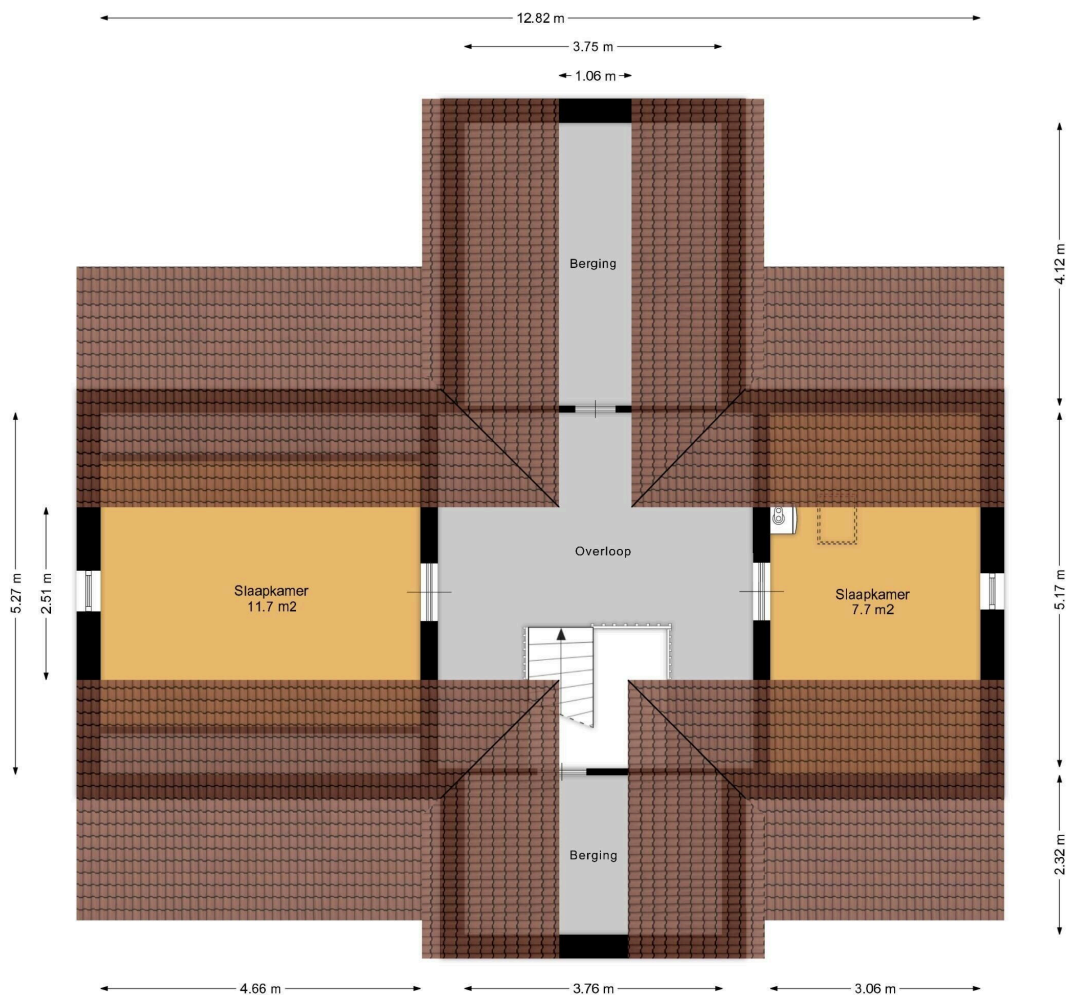 12.82 m
3.75 m
1.06 m
Berging
4.12 m
5.27 m
2.51 m
Overloop
Slaapkamer
11.7 m2
Slaapkamer
7.7 m2
5.17 m
Berging
2.32 m
4.66 m
3.76 m
3.06 m